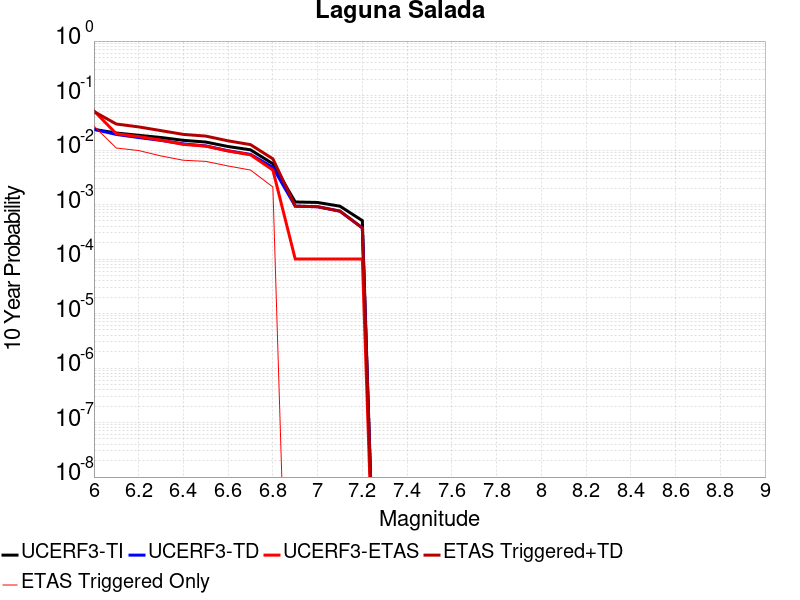 Laguna Salada
10 0
10 -1
10 -2
10 -3
10 -4
10 -5
10 -6
10 -7
10 -8
10 Year Probability
6 6.2 6.4 6.6 6.8 7 7.2 7.4 7.6 7.8 8 8.2 8.4 8.6 8.8 9
Magnitude
UCERF3-TI UCERF3-TD UCERF3-ETAS ETAS Triggered+TD
ETAS Triggered Only